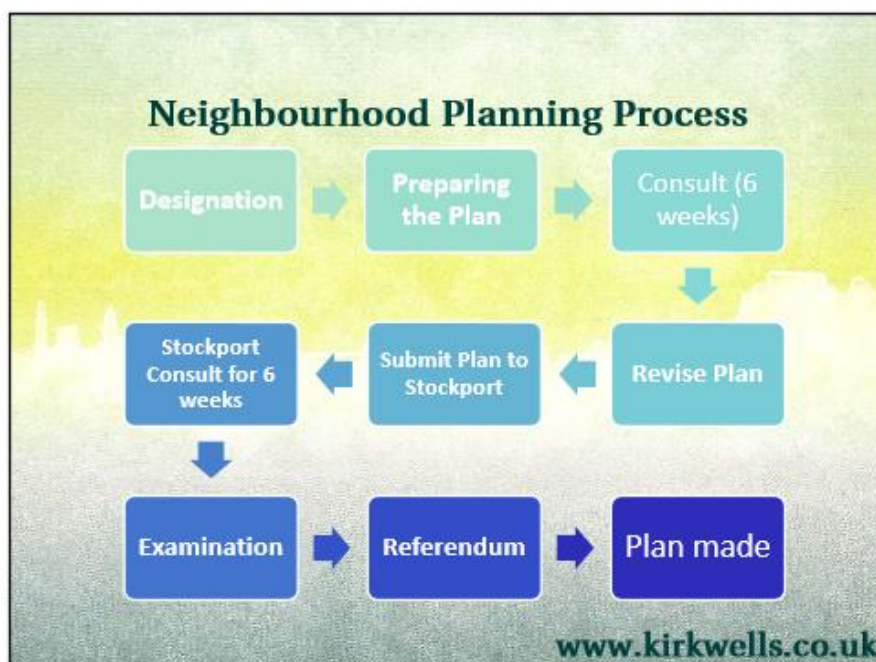 Neighbourhood Planning Process
Designation
Preparing
the Plan
Consult (6
weeks)
Revise Plan
Submit Plan to
Stockport
Stockport
Consult for 6
weeks
Examination
Referendum
Plan made
www.kirkwells.co.uk